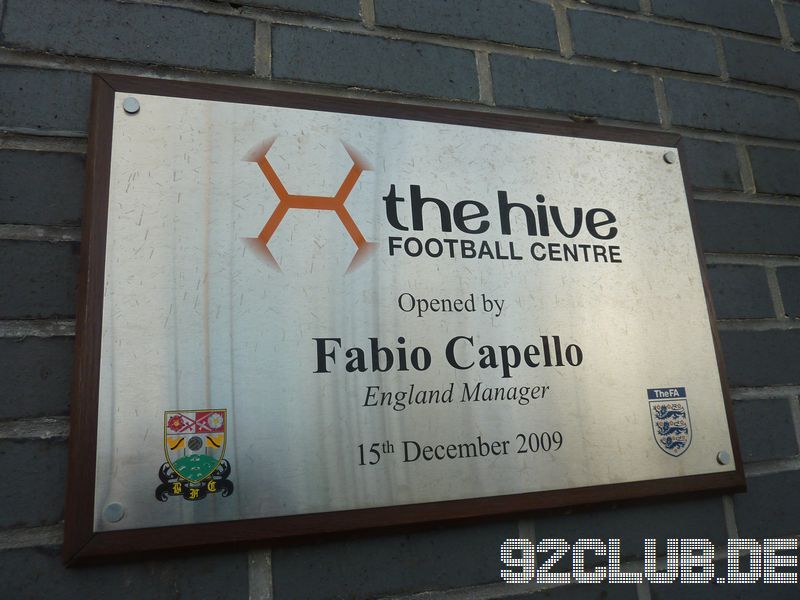 the hive
FOOTBALL CENTRE
Opened by
Fabio Capello
England Manager
15th December 2009
TheFA
B F C
92CLUB.DE